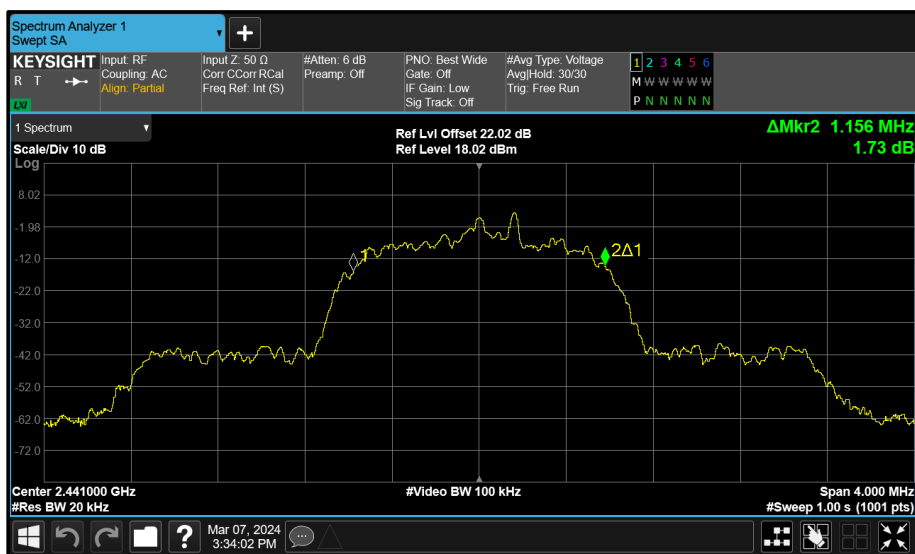 Spectrum Analyzer 1
Swept SA
KEYSIGHT
R T
LXI
Input: RF
Coupling: AC
Align: Partial
Input Z: 50 Ω
Corr CCorr RCal
Freq Ref: Int (S)
#Atten: 6 dB
Preamp: Off
PNO: Best Wide
Gate: Off
IF Gain: Low
Sig Track: Off
#Avg Type: Voltage
Avg|Hold: 30/30
Trig: Free Run
1 2 3 4 5 6
M W W W W W
P N N N N N
1 Spectrum
Scale/Div 10 dB
Ref Lvl Offset 22.02 dB
Ref Level 18.02 dBm
ΔMkr2 1.156 MHz
1.73 dB
Log
8.02
-1.98
-12.0
-22.0
-32.0
-42.0
-52.0
-62.0
-72.0
1
2Δ1
Center 2.441000 GHz
#Res BW 20 kHz
#Video BW 100 kHz
Span 4.000 MHz
#Sweep 1.00 s (1001 pts)
?
Mar 07, 2024
3:34:02 PM